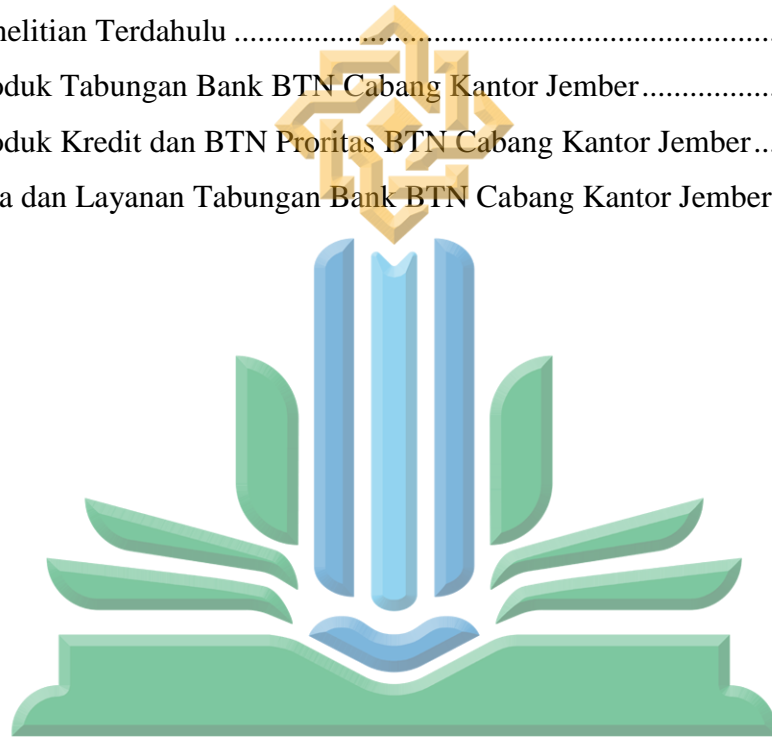 nelitian Terdahulu ...............................................................
oduk Tabungan Bank BTN Cabang Kantor Jember.................
oduk Kredit dan BTN Proritas BTN Cabang Kantor Jember...
a dan Layanan Tabungan Bank BTN Cabang Kantor Jember